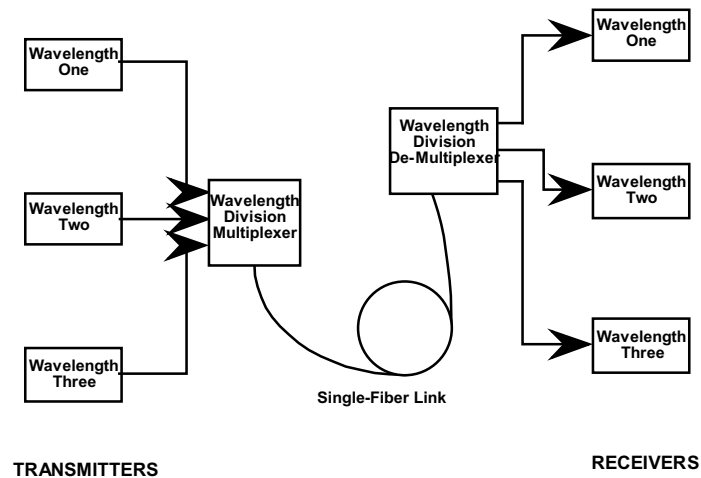 Wavelength
One
Wavelength
Two
Wavelength
Three
Wavelength
Division
Multiplexer
Single-Fiber Link
Wavelength
Division
De-Multiplexer
Wavelength
One
Wavelength
Two
Wavelength
Three
TRANSMITTERS
RECEIVERS